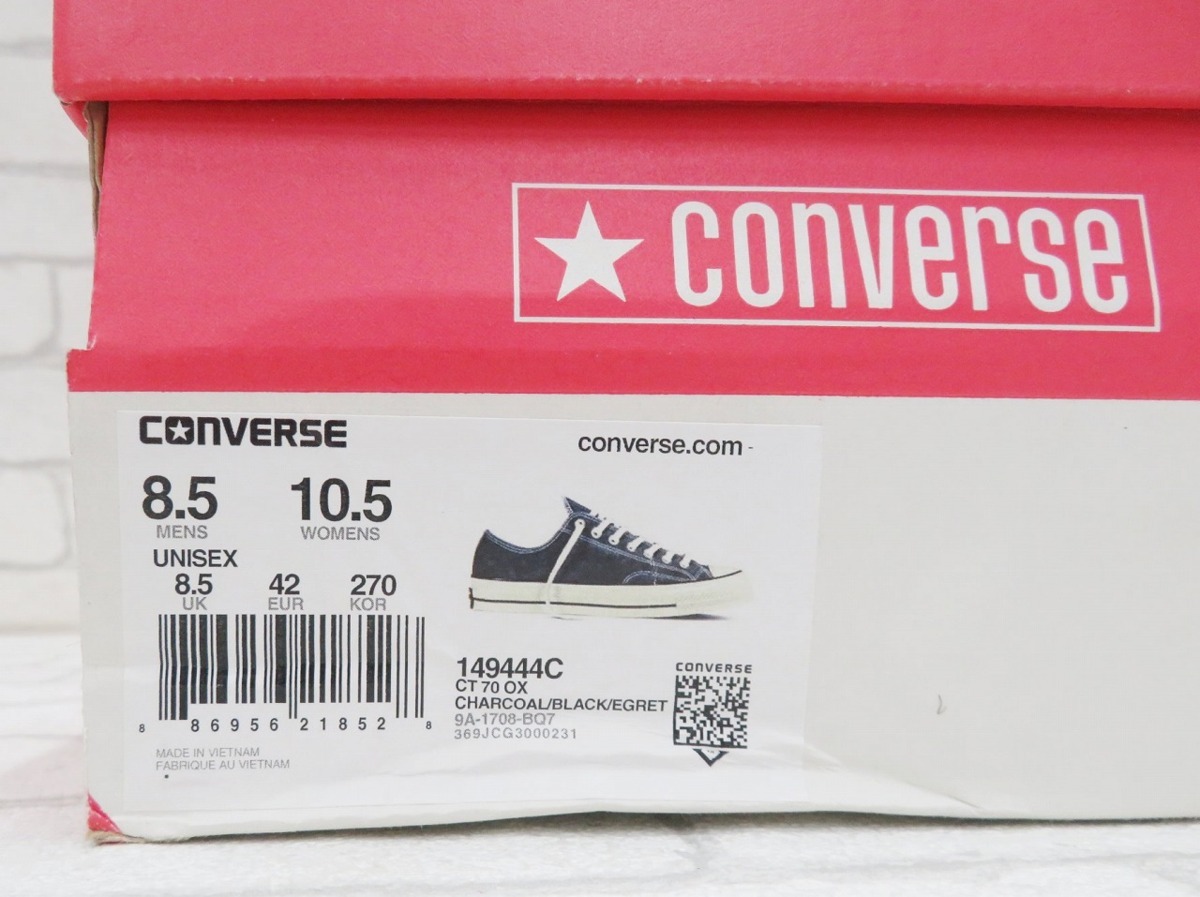 converse
CONVERSE
converse.com
8.5 10.5
MENS WOMENS
UNISEX
8.5 42 270
UK EUR KOR
8 86956 21852 8
MADE IN VIETNAM
FABRIQUE AU VIETNAM
149444C
CT 70 OX
CHARCOAL/BLACK/EGRET
9A-1708-BQ7
369JCG3000231
CONVERSE